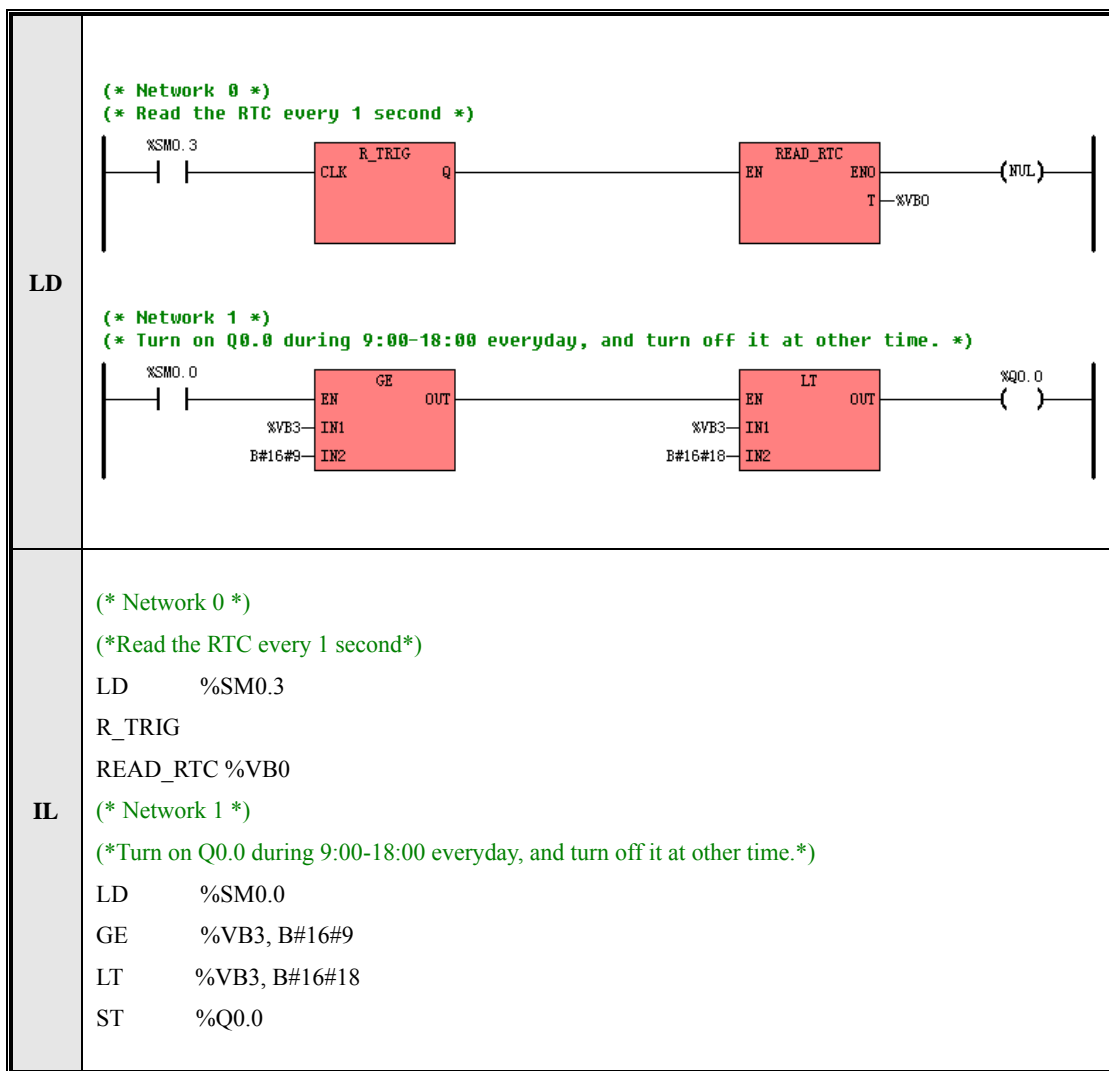 LD
(* Network 0 *)
(* Read the RTC every 1 second *)
%SM0.3
R_TRIG
CLK Q
READ_RTC
EN ENO
T %VB0
(NUL)
(* Network 1 *)
(* Turn on Q0.0 during 9:00-18:00 everyday, and turn off it at other time. *)
%SM0.0
GE
EN OUT
%VB3 IN1
B#16#9 IN2
LT
EN OUT
%VB3 IN1
B#16#18 IN2
%Q0.0
( )
IL
(* Network 0 *)
(*Read the RTC every 1 second*)
LD %SM0.3
R_TRIG
READ_RTC %VB0
(* Network 1 *)
(*Turn on Q0.0 during 9:00-18:00 everyday, and turn off it at other time.*)
LD %SM0.0
GE %VB3, B#16#9
LT %VB3, B#16#18
ST %Q0.0